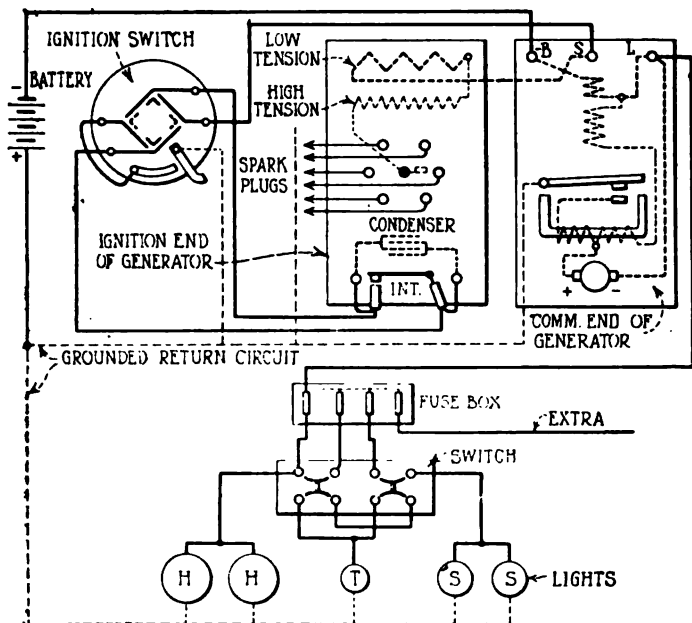 IGNITION SWITCH
BATTERY
-
+
LOW
TENSION
HIGH
TENSION
SPARK
PLUGS
CONDENSER
IGNITION END
OF GENERATOR
INT.
-B
S
L
+
-
COMM. END OF
GENERATOR
GROUNDED RETURN CIRCUIT
FUSE BOX
EXTRA
SWITCH
H
H
T
S
S
LIGHTS